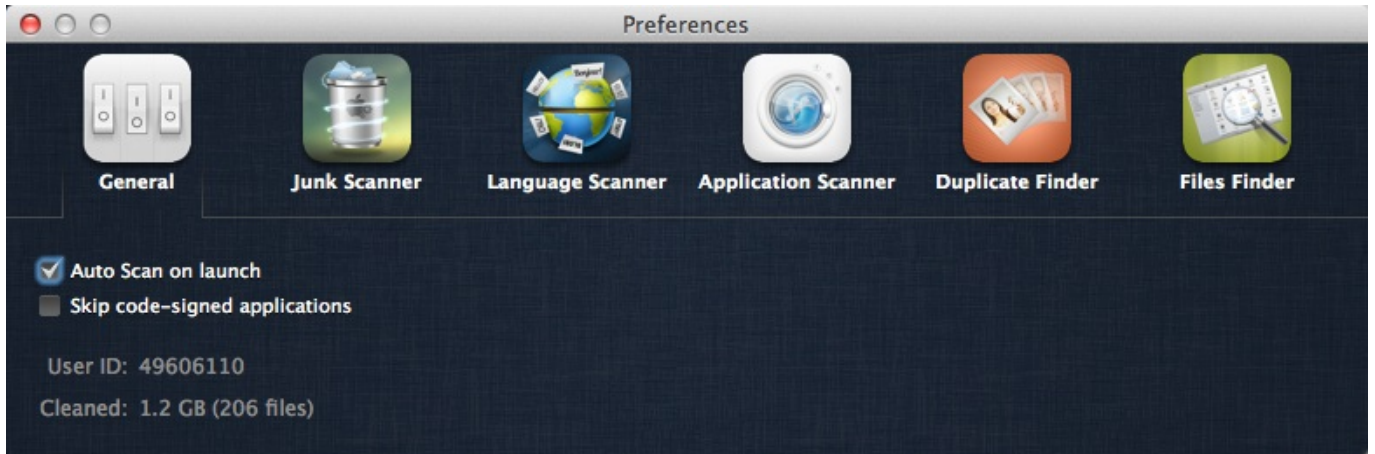 Preferences
General
Junk Scanner
Language Scanner
Application Scanner
Duplicate Finder
Files Finder
Auto Scan on launch
Skip code-signed applications
User ID: 49606110
Cleaned: 1.2 GB (206 files)